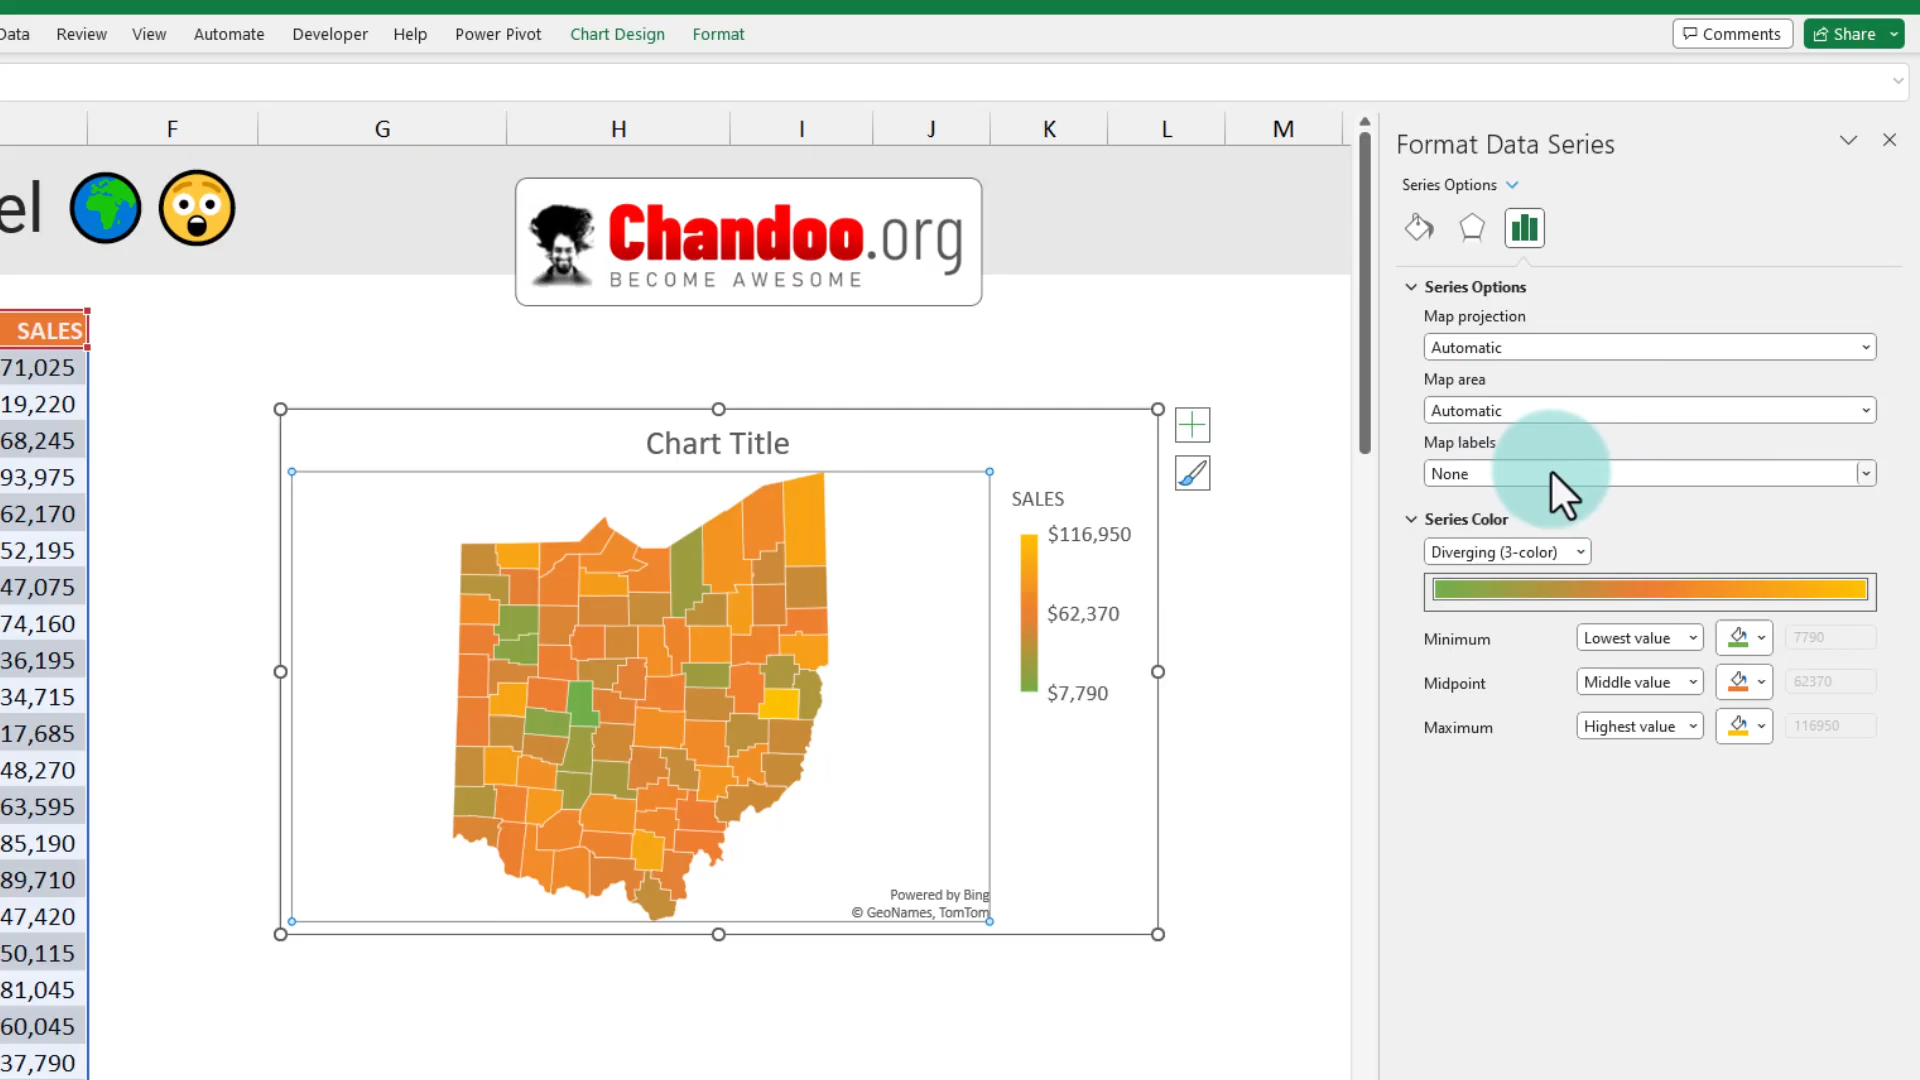 Data Review View Automate Developer Help Power Pivot Chart Design Format Comments Share
F G H I J K L M
el
Chandoo.org
BECOME AWESOME
SALES
71,025
19,220
68,245
93,975
62,170
52,195
47,075
74,160
36,195
34,715
17,685
48,270
63,595
85,190
89,710
47,420
50,115
81,045
60,045
37,790
Chart Title
SALES
$116,950
$62,370
$7,790
Powered by Bing
© GeoNames, TomTom
Format Data Series
Series Options
Series Options
Map projection
Automatic
Map area
Automatic
Map labels
None
Series Color
Diverging (3-color)
Minimum Lowest value 7790
Midpoint Middle value 62370
Maximum Highest value 116950